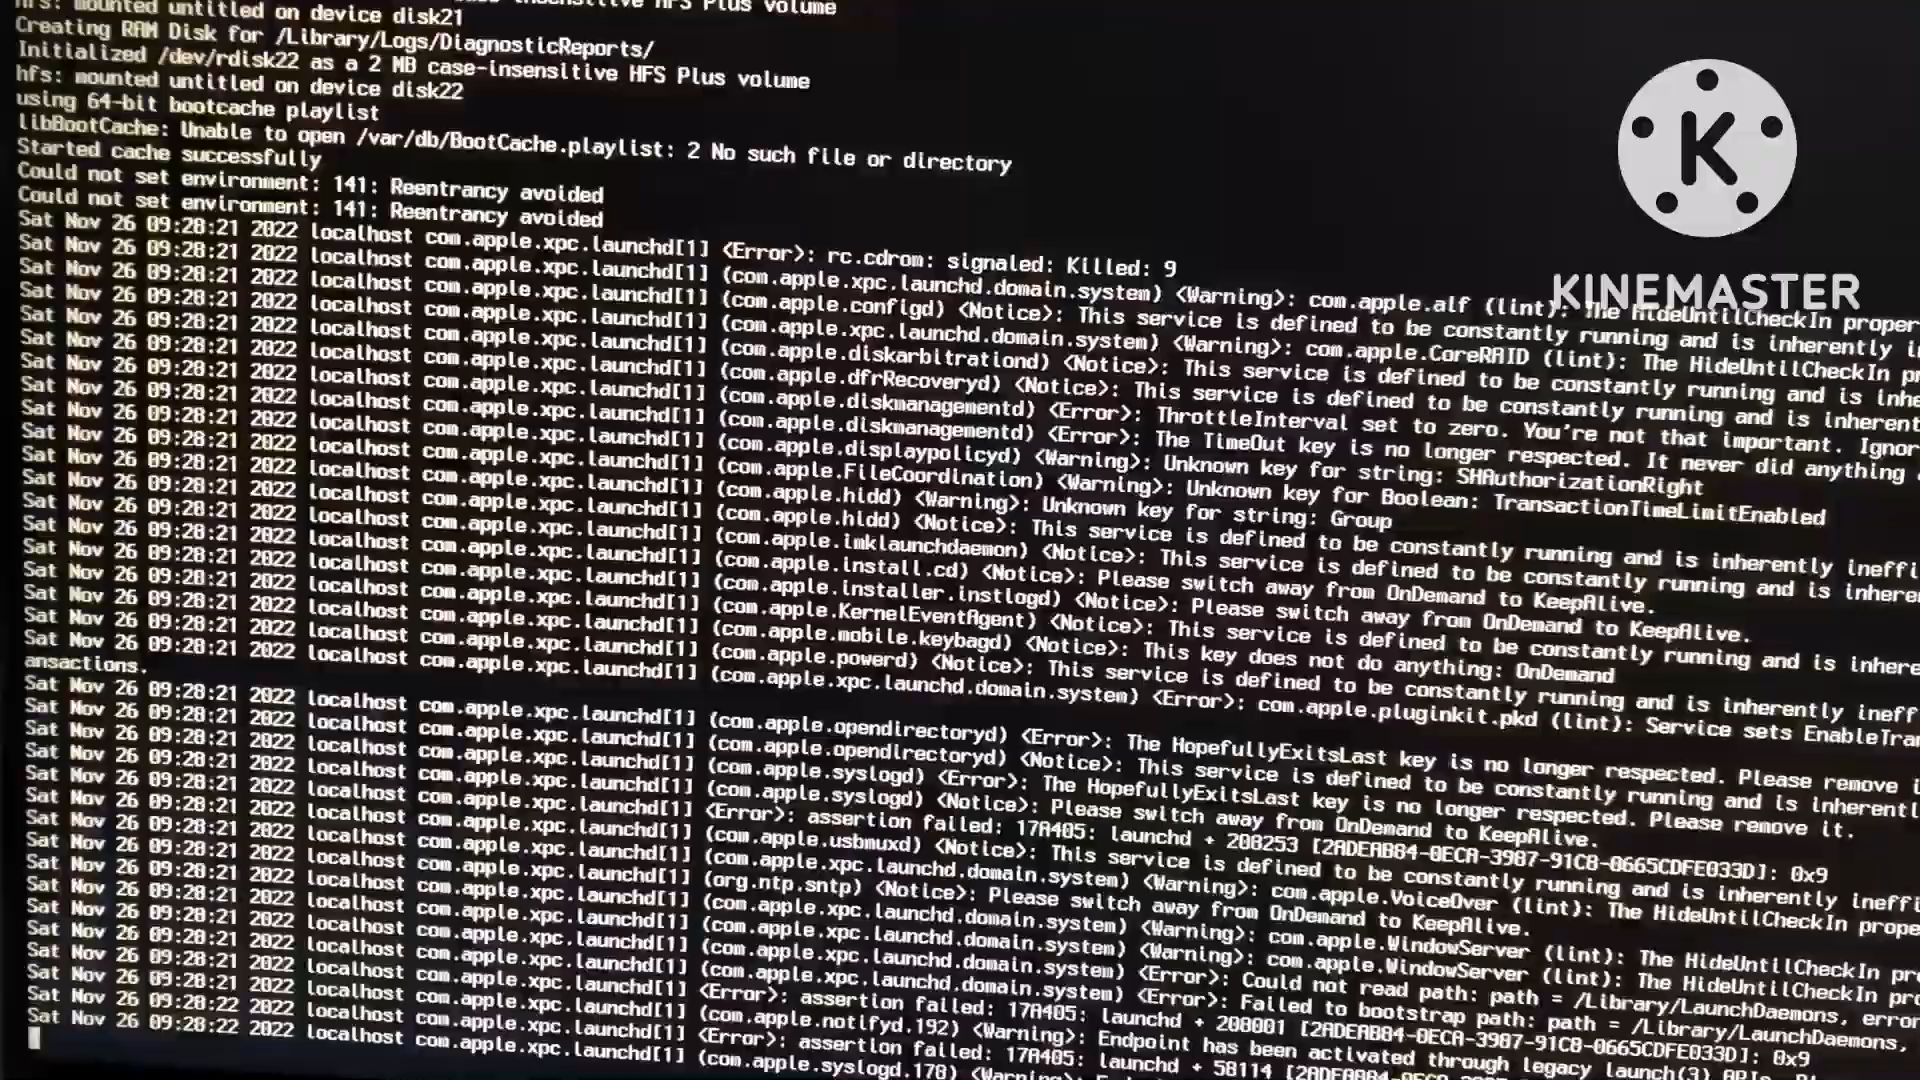 insensitive HFS Plus volume
hfs: mounted untitled on device disk21
Creating RAM Disk for /Library/Logs/DiagnosticReports/
Initialized /dev/rdisk22 as a 2 MB case-insensitive HFS Plus volume
hfs: mounted untitled on device disk22
using 64-bit bootcache playlist
libBootCache: Unable to open /var/db/BootCache.playlist: 2 No such file or directory
Started cache successfully
Could not set environment: 141: Reentrancy avoided
Could not set environment: 141: Reentrancy avoided
Sat Nov 26 09:28:21 2022 localhost com.apple.xpc.launchd[1] <Error>: rc.cdrom: signaled: Killed: 9
Sat Nov 26 09:28:21 2022 localhost com.apple.xpc.launchd[1] (com.apple.xpc.launchd.domain.system) <Warning>: com.apple.alf (lint): The HideUntilCheckIn proper
Sat Nov 26 09:28:21 2022 localhost com.apple.xpc.launchd[1] (com.apple.configd) <Notice>: This service is defined to be constantly running and is inherently i
Sat Nov 26 09:28:21 2022 localhost com.apple.xpc.launchd[1] (com.apple.xpc.launchd.domain.system) <Warning>: com.apple.CoreRAID (lint): The HideUntilCheckIn pr
Sat Nov 26 09:28:21 2022 localhost com.apple.xpc.launchd[1] (com.apple.diskarbitrationd) <Notice>: This service is defined to be constantly running and is inhe
Sat Nov 26 09:28:21 2022 localhost com.apple.xpc.launchd[1] (com.apple.dfrRecoveryd) <Notice>: This service is defined to be constantly running and is inherent
Sat Nov 26 09:28:21 2022 localhost com.apple.xpc.launchd[1] (com.apple.diskmanagementd) <Error>: ThrottleInterval set to zero. You're not that important. Ignor
Sat Nov 26 09:28:21 2022 localhost com.apple.xpc.launchd[1] (com.apple.diskmanagementd) <Error>: The TimeOut key is no longer respected. It never did anything
Sat Nov 26 09:28:21 2022 localhost com.apple.xpc.launchd[1] (com.apple.displaypolicyd) <Warning>: Unknown key for string: SHAuthorizationRight
Sat Nov 26 09:28:21 2022 localhost com.apple.xpc.launchd[1] (com.apple.FileCoordination) <Warning>: Unknown key for Boolean: TransactionTimeLimitEnabled
Sat Nov 26 09:28:21 2022 localhost com.apple.xpc.launchd[1] (com.apple.hidd) <Warning>: Unknown key for string: Group
Sat Nov 26 09:28:21 2022 localhost com.apple.xpc.launchd[1] (com.apple.hidd) <Notice>: This service is defined to be constantly running and is inherently ineffi
Sat Nov 26 09:28:21 2022 localhost com.apple.xpc.launchd[1] (com.apple.imklaunchdaemon) <Notice>: This service is defined to be constantly running and is inhere
Sat Nov 26 09:28:21 2022 localhost com.apple.xpc.launchd[1] (com.apple.install.cd) <Notice>: Please switch away from OnDemand to KeepAlive.
Sat Nov 26 09:28:21 2022 localhost com.apple.xpc.launchd[1] (com.apple.installer.instlogd) <Notice>: Please switch away from OnDemand to KeepAlive.
Sat Nov 26 09:28:21 2022 localhost com.apple.xpc.launchd[1] (com.apple.KernelEventAgent) <Notice>: This service is defined to be constantly running and is inhere
Sat Nov 26 09:28:21 2022 localhost com.apple.xpc.launchd[1] (com.apple.mobile.keybagd) <Notice>: This key does not do anything: OnDemand
Sat Nov 26 09:28:21 2022 localhost com.apple.xpc.launchd[1] (com.apple.powerd) <Notice>: This service is defined to be constantly running and is inherently ineff
Sat Nov 26 09:28:21 2022 localhost com.apple.xpc.launchd[1] (com.apple.xpc.launchd.domain.system) <Error>: com.apple.pluginkit.pkd (lint): Service sets EnableTran
ansactions.
Sat Nov 26 09:28:21 2022 localhost com.apple.xpc.launchd[1] (com.apple.opendirectoryd) <Error>: The HopefullyExitsLast key is no longer respected. Please remove i
Sat Nov 26 09:28:21 2022 localhost com.apple.xpc.launchd[1] (com.apple.opendirectoryd) <Notice>: This service is defined to be constantly running and is inherentl
Sat Nov 26 09:28:21 2022 localhost com.apple.xpc.launchd[1] (com.apple.syslogd) <Error>: The HopefullyExitsLast key is no longer respected. Please remove it.
Sat Nov 26 09:28:21 2022 localhost com.apple.xpc.launchd[1] (com.apple.syslogd) <Notice>: Please switch away from OnDemand to KeepAlive.
Sat Nov 26 09:28:21 2022 localhost com.apple.xpc.launchd[1] <Error>: assertion failed: 17A405: launchd + 208253 [2ADEAB84-0ECA-3987-91C8-0665CDFE033D]: 0x9
Sat Nov 26 09:28:21 2022 localhost com.apple.xpc.launchd[1] (com.apple.usbmuxd) <Notice>: This service is defined to be constantly running and is inherently ineffi
Sat Nov 26 09:28:21 2022 localhost com.apple.xpc.launchd[1] (com.apple.xpc.launchd.domain.system) <Warning>: com.apple.VoiceOver (lint): The HideUntilCheckIn prope
Sat Nov 26 09:28:21 2022 localhost com.apple.xpc.launchd[1] (org.ntp.sntp) <Notice>: Please switch away from OnDemand to KeepAlive.
Sat Nov 26 09:28:21 2022 localhost com.apple.xpc.launchd[1] (com.apple.xpc.launchd.domain.system) <Warning>: com.apple.WindowServer (lint): The HideUntilCheckIn pro
Sat Nov 26 09:28:21 2022 localhost com.apple.xpc.launchd[1] (com.apple.xpc.launchd.domain.system) <Warning>: com.apple.WindowServer (lint): The HideUntilCheckIn pro
Sat Nov 26 09:28:21 2022 localhost com.apple.xpc.launchd[1] (com.apple.xpc.launchd.domain.system) <Error>: Could not read path: path = /Library/LaunchDaemons, error
Sat Nov 26 09:28:21 2022 localhost com.apple.xpc.launchd[1] (com.apple.xpc.launchd.domain.system) <Error>: Failed to bootstrap path: path = /Library/LaunchDaemons,
Sat Nov 26 09:28:21 2022 localhost com.apple.xpc.launchd[1] <Error>: assertion failed: 17A405: launchd + 208001 [2ADEAB84-0ECA-3987-91C8-0665CDFE033D]: 0x9
Sat Nov 26 09:28:22 2022 localhost com.apple.xpc.launchd[1] (com.apple.notifyd.192) <Warning>: Endpoint has been activated through legacy launch(3) APIs.
Sat Nov 26 09:28:22 2022 localhost com.apple.xpc.launchd[1] <Error>: assertion failed: 17A405: launchd + 58114
localhost com.apple.xpc.launchd[1] (com.apple.syslogd.178) <Warning>:
K
KINEMASTER